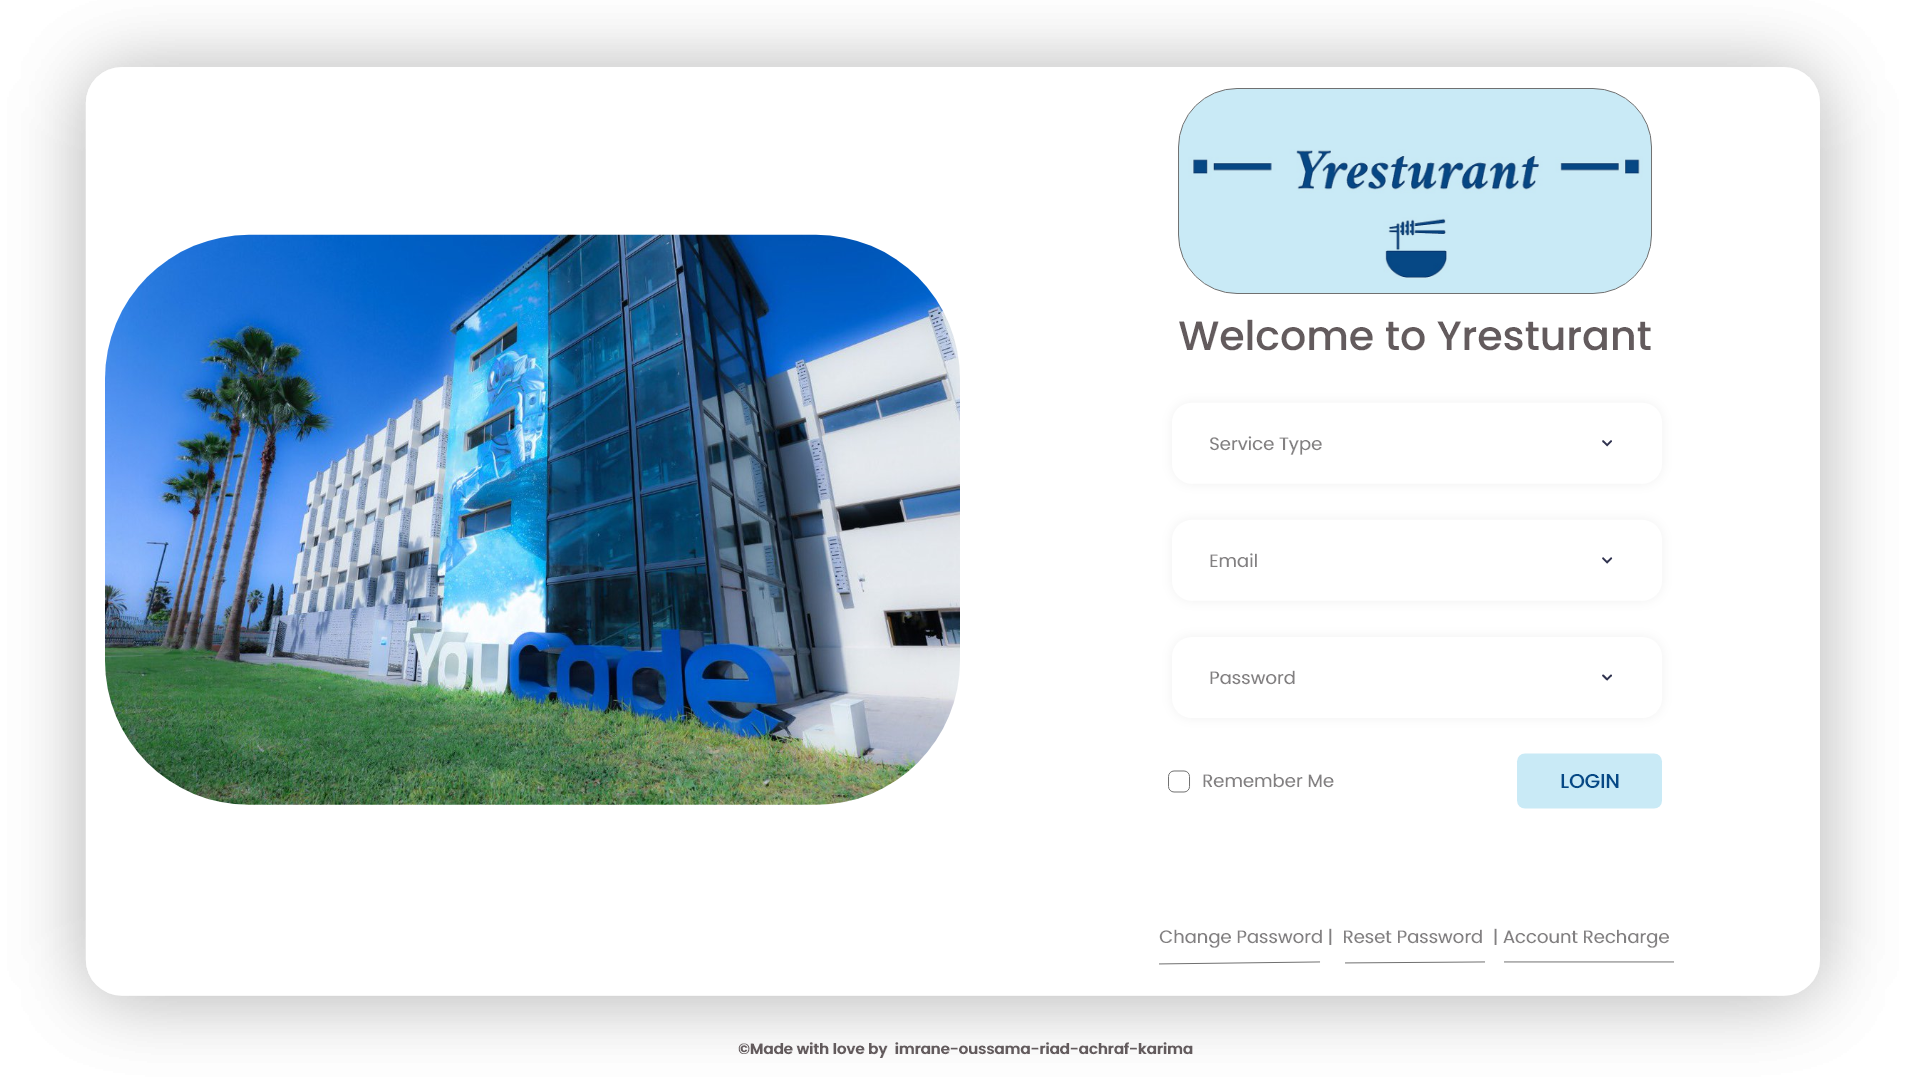 Yresturant
Welcome to Yresturant
Service Type
Email
Password
Remember Me
LOGIN
Change Password | Reset Password | Account Recharge
YouCode
©Made with love by imrane-oussama-riad-achraf-karima